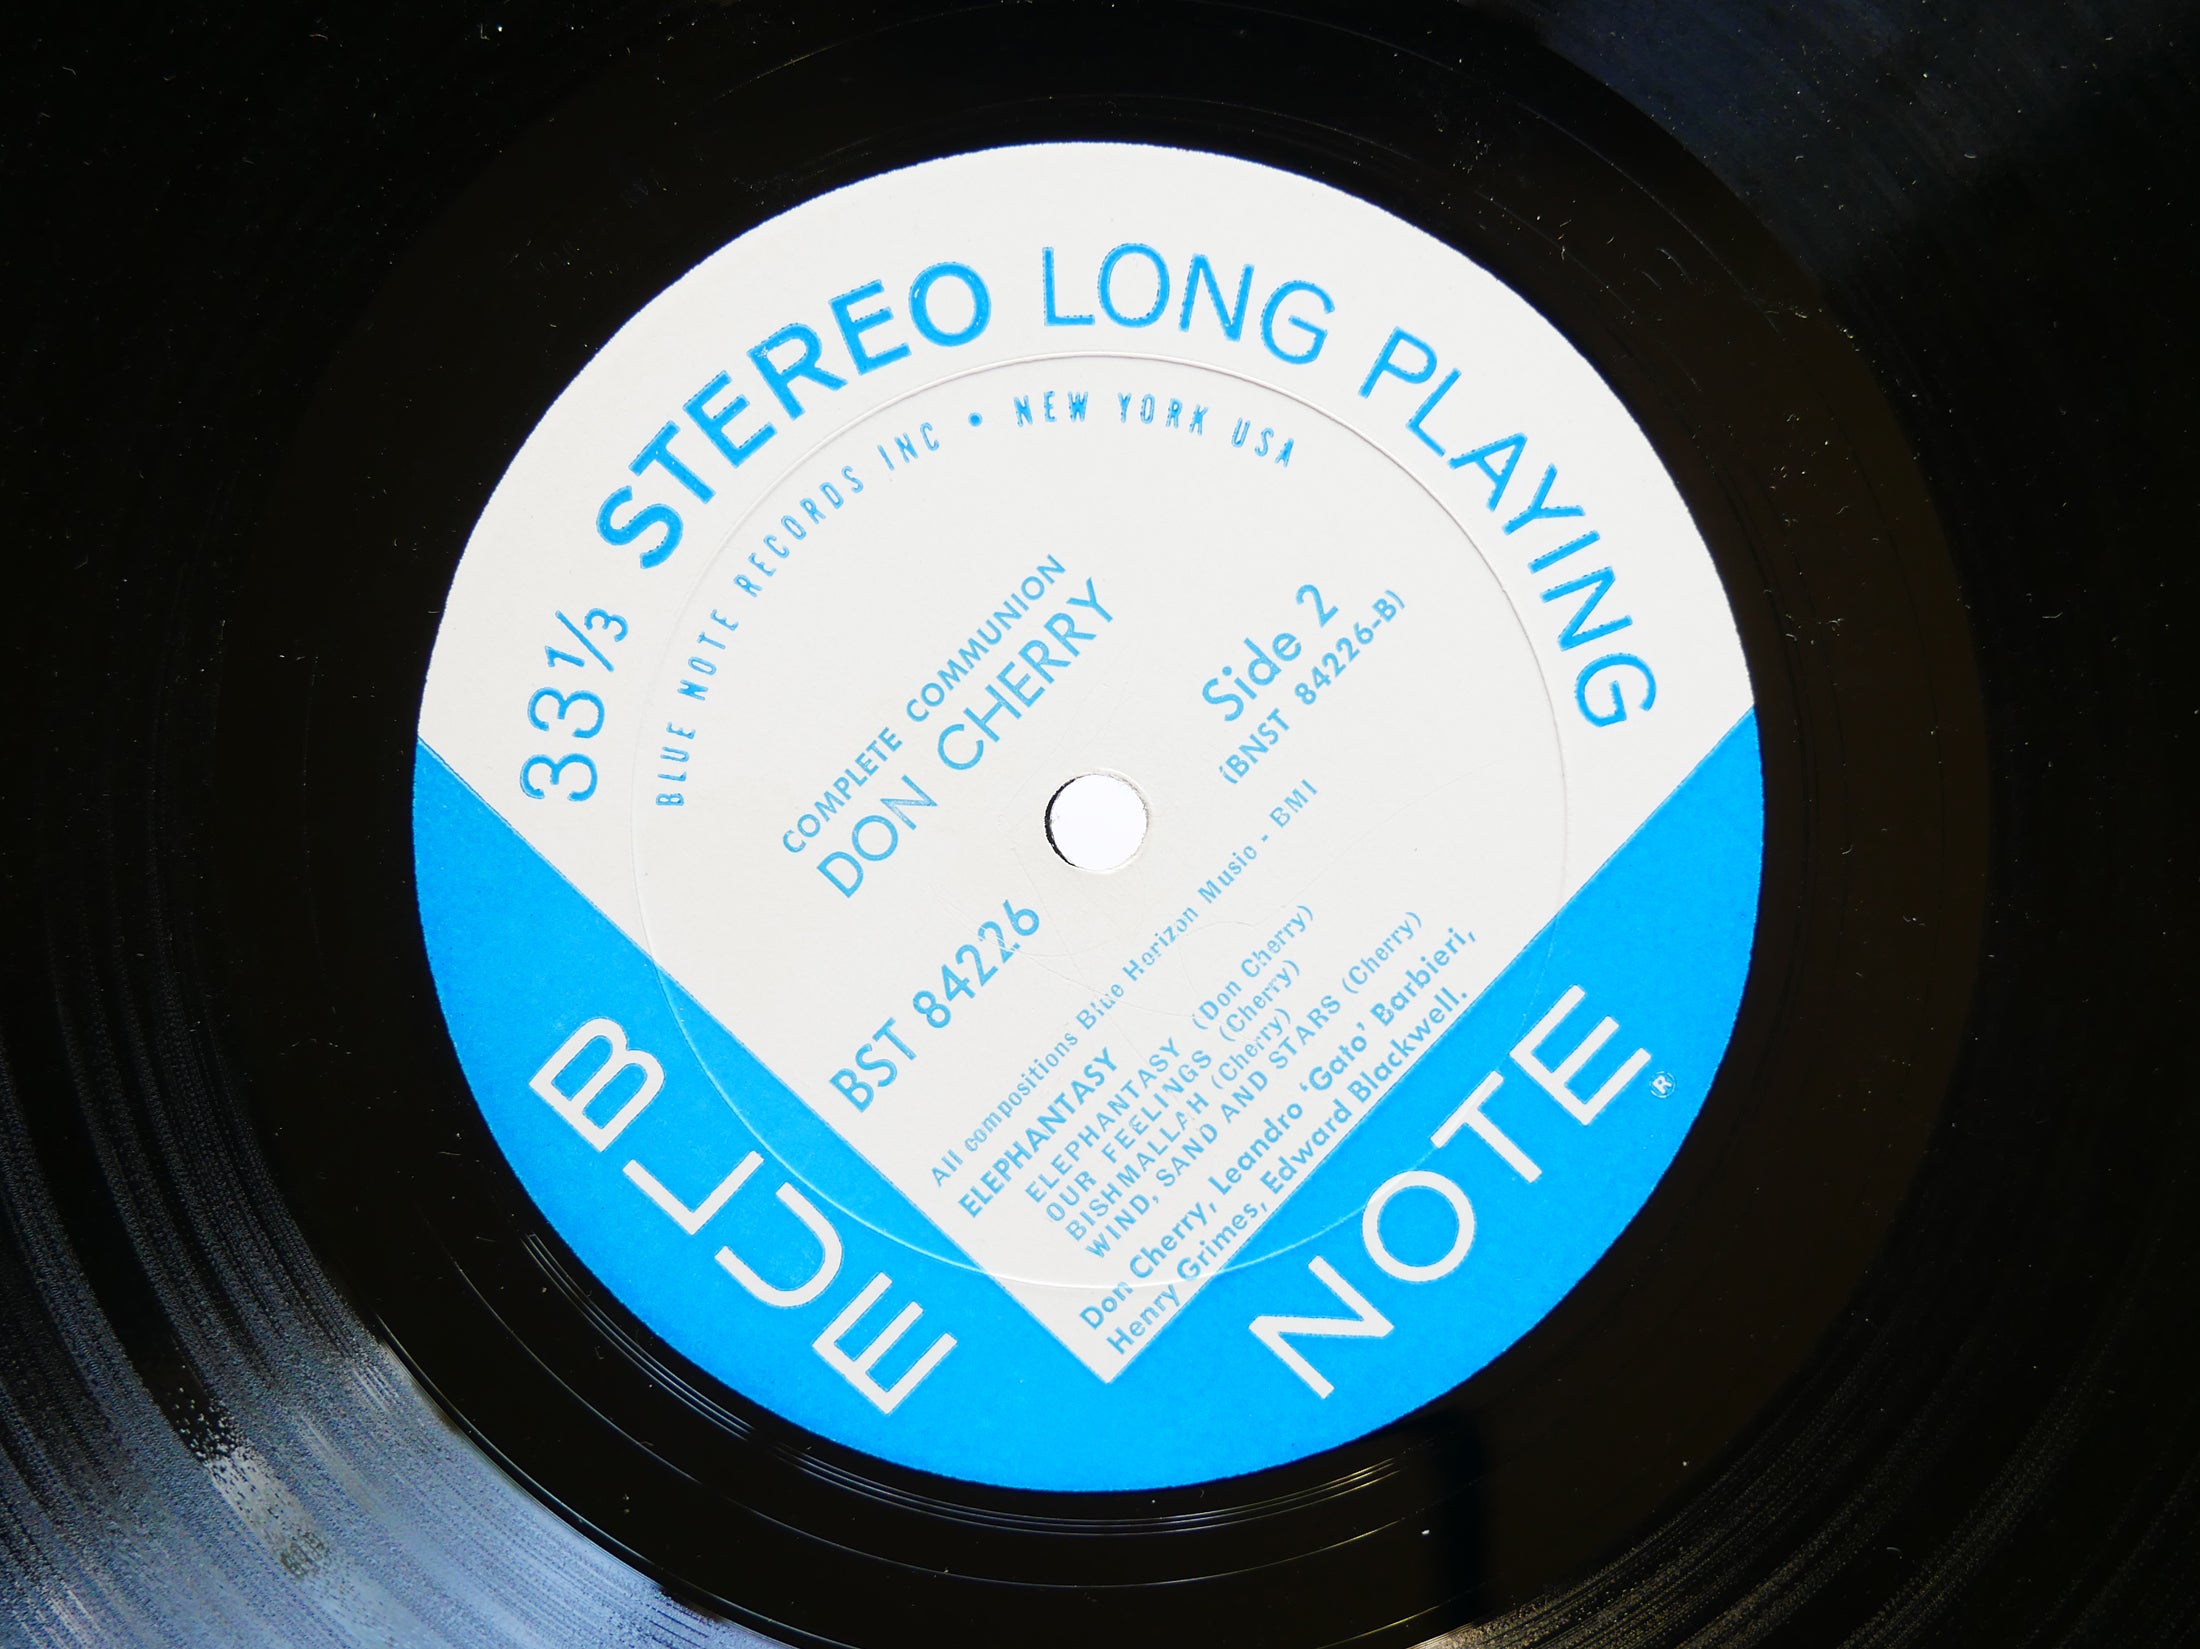 33⅓ STEREO LONG PLAYING
BLUE NOTE RECORDS INC • NEW YORK USA
COMPLETE COMMUNION
DON CHERRY
Side 2
(BNST 84226-B)
BST 84226
All compositions Blue Horizon Music - BMI
ELEPHANTASY
ELEPHANTASY (Don Cherry)
OUR FEELINGS (Cherry)
BISHMALLAH (Cherry)
WIND, SAND AND STARS (Cherry)
Don Cherry, Leandro ‘Gato’ Barbieri,
Henry Grimes, Edward Blackwell.
BLUE NOTE ®